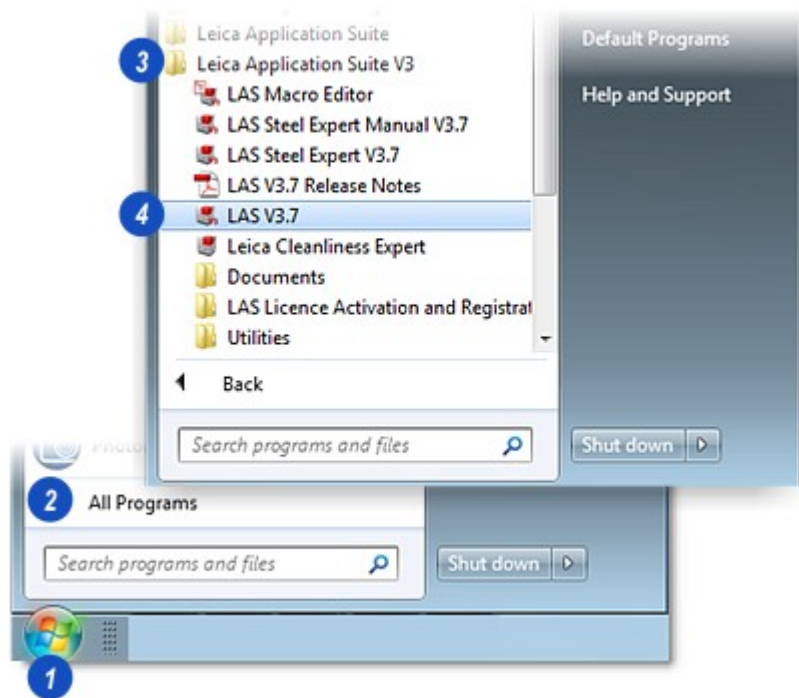 Leica Application Suite
3
Leica Application Suite V3
LAS Macro Editor
LAS Steel Expert Manual V3.7
LAS Steel Expert V3.7
LAS V3.7 Release Notes
4
LAS V3.7
Leica Cleanliness Expert
Documents
LAS Licence Activation and Registrat
Utilities
Back
Search programs and files
Default Programs
Help and Support
Shut down
Photo
2
All Programs
Search programs and files
Shut down
1